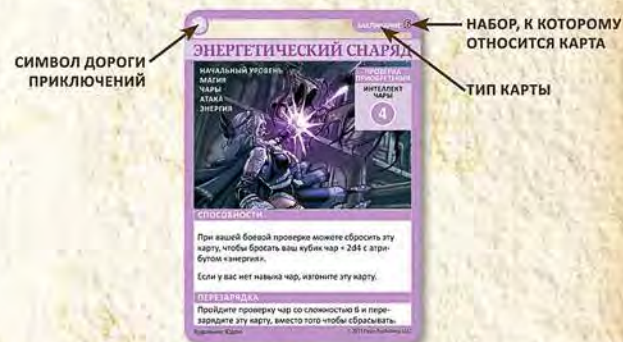 СИМВОЛ ДОРОГИ
ПРИКЛЮЧЕНИЙ
НАБОР, К КОТОРОМУ
ОТНОСИТСЯ КАРТА
ТИП КАРТЫ
ЗАКЛИНАНИЕ Б
ЭНЕРГЕТИЧЕСКИЙ СНАРЯД
НАЧАЛЬНЫЙ УРОВЕНЬ
МАГИЯ
ЧАРЫ
АТАКА
ЭНЕРГИЯ
ПРОВЕРКА
ПРИОБРЕТЕНИЯ
ИНТЕЛЛЕКТ
ЧАРЫ
4
СПОСОБНОСТИ
При вашей боевой проверке можете сбросить эту
карту, чтобы бросать ваш кубик чар + 2d4 с атри-
бутом «энергия».
Если у вас нет навыка чар, изгоните эту карту.
ПЕРЕЗАРЯДКА
Пройдите проверку чар со сложностью 6 и пере-
зарядите эту карту, вместо того чтобы сбрасывать.